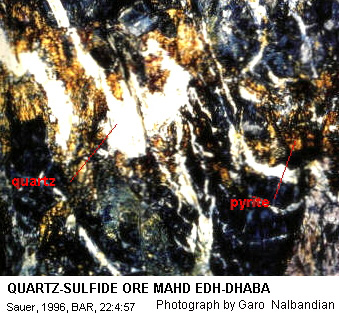 quartz
pyrite
QUARTZ-SULFIDE ORE MAHD EDH-DHABA
Sauer, 1996, BAR, 22:4:57 Photograph by Garo Nalbandian